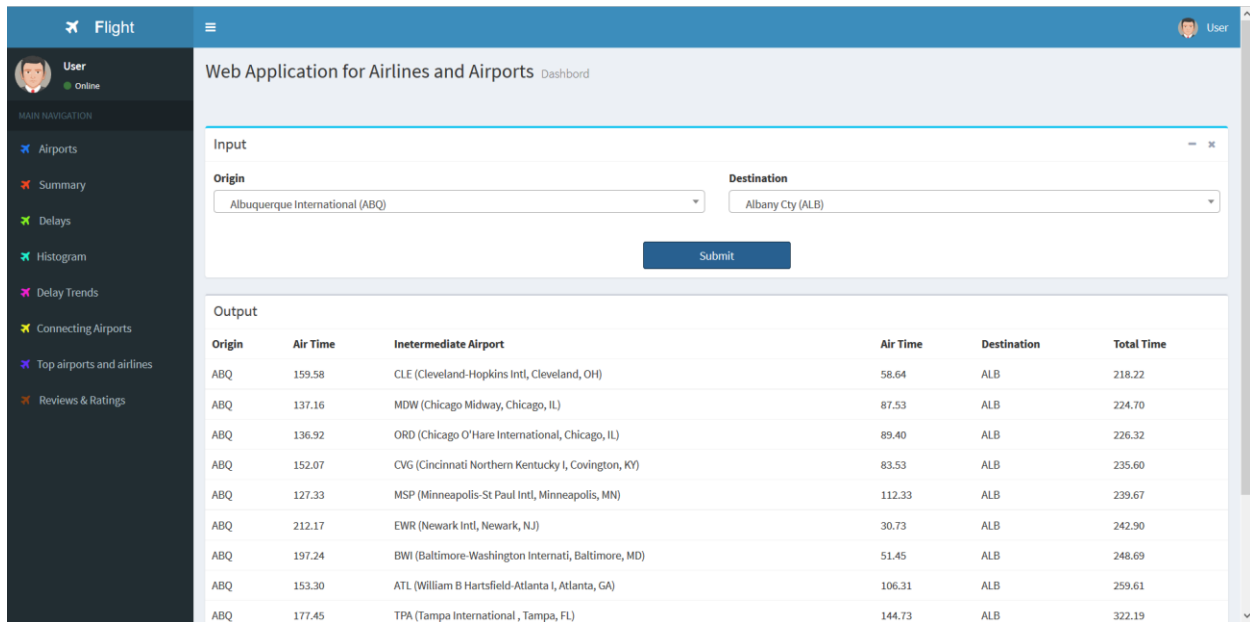 Flight
User
User
Online
MAIN NAVIGATION
Airports
Summary
Delays
Histogram
Delay Trends
Connecting Airports
Top airports and airlines
Reviews & Ratings
Web Application for Airlines and Airports Dashbord
Input
Origin Destination
Albuquerque International (ABQ) Albany Cty (ALB)
Submit
Output
Origin Air Time Inetermediate Airport Air Time Destination Total Time
ABQ 159.58 CLE (Cleveland-Hopkins Intl, Cleveland, OH) 58.64 ALB 218.22
ABQ 137.16 MDW (Chicago Midway, Chicago, IL) 87.53 ALB 224.70
ABQ 136.92 ORD (Chicago O'Hare International, Chicago, IL) 89.40 ALB 226.32
ABQ 152.07 CVG (Cincinnati Northern Kentucky I, Covington, KY) 83.53 ALB 235.60
ABQ 127.33 MSP (Minneapolis-St Paul Intl, Minneapolis, MN) 112.33 ALB 239.67
ABQ 212.17 EWR (Newark Intl, Newark, NJ) 30.73 ALB 242.90
ABQ 197.24 BWI (Baltimore-Washington Internati, Baltimore, MD) 51.45 ALB 248.69
ABQ 153.30 ATL (William B Hartsfield-Atlanta I, Atlanta, GA) 106.31 ALB 259.61
ABQ 177.45 TPA (Tampa International , Tampa, FL) 144.73 ALB 322.19